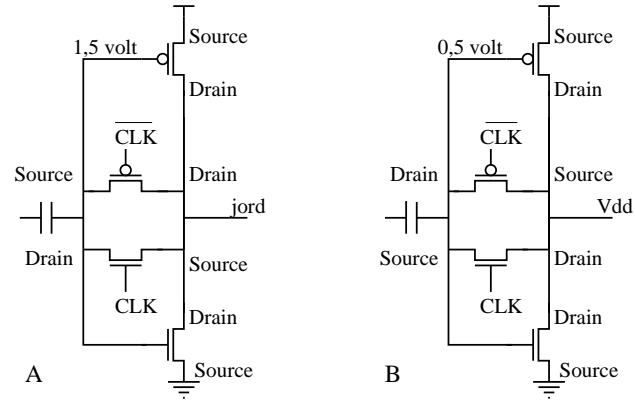 1,5 volt
Source
Drain
CLK
Source
Drain
jord
Drain
Source
CLK
Drain
Source
A
0,5 volt
Source
Drain
CLK
Drain
Source
Vdd
Source
Drain
CLK
Drain
Source
B